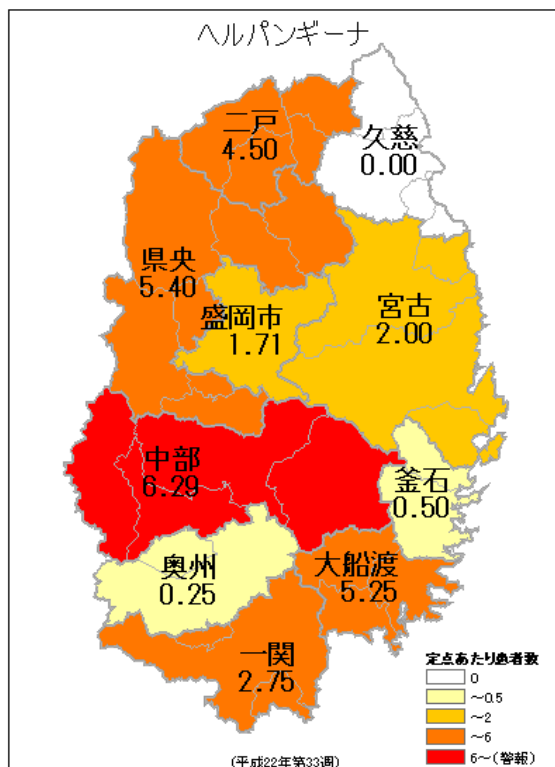 ヘルパンギーナ
二戸
4.50
久慈
0.00
県央
5.40
盛岡市
1.71
宮古
2.00
中部
6.29
釜石
0.50
奥州
0.25
大船渡
5.25
一関
2.75
定点あたり患者数
0
～0.5
～2
～6
6～(警報)
(平成22年第33週)